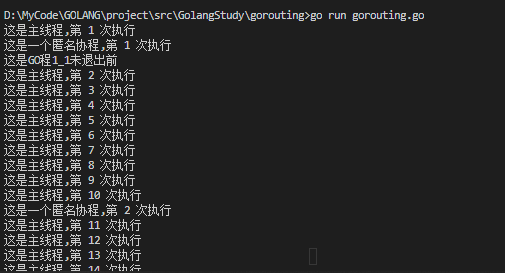 D:\MyCode\GOLANG\project\src\GolangStudy\gorouting>go run gorouting.go
这是主线程,第 1 次执行
这是一个匿名协程,第 1 次执行
这是GO程1_1未退出前
这是主线程,第 2 次执行
这是主线程,第 3 次执行
这是主线程,第 4 次执行
这是主线程,第 5 次执行
这是主线程,第 6 次执行
这是主线程,第 7 次执行
这是主线程,第 8 次执行
这是主线程,第 9 次执行
这是主线程,第 10 次执行
这是一个匿名协程,第 2 次执行
这是主线程,第 11 次执行
这是主线程,第 12 次执行
这是主线程,第 13 次执行
这是主线程,第 14 次执行